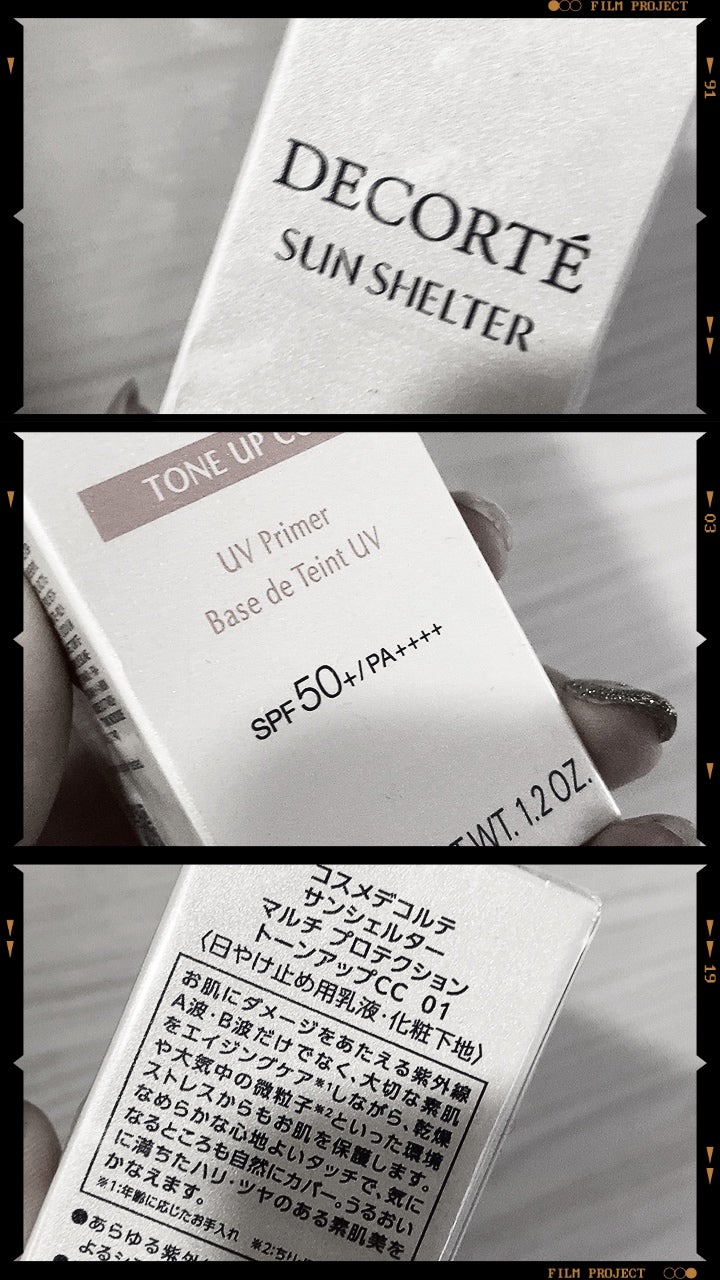 FILM PROJECT
91
DECORTÉ
SUN SHELTER
TONE UP
UV Primer
Base de Teint UV
SPF50+/PA++++
WT. 1.2 OZ.
03
コスメデコルテ
サンシェルター
マルチ プロテクション
トーンアップCC 01
〈日やけ止め用乳液・化粧下地〉
お肌にダメージをあたえる紫外線
A波・B波だけでなく、大切な素肌
をエイジングケア※1しながら、乾燥
や大気中の微粒子※2といった環境
ストレスからもお肌を保護します。
なめらかな心地よいタッチで、気に
なるところも自然にカバー。うるおい
に満ちたハリ・ツヤのある素肌美を
かなえます。
※1:年齢に応じたお手入れ ※2:ちり
●あらゆる紫外
よるシ
19
FILM PROJECT